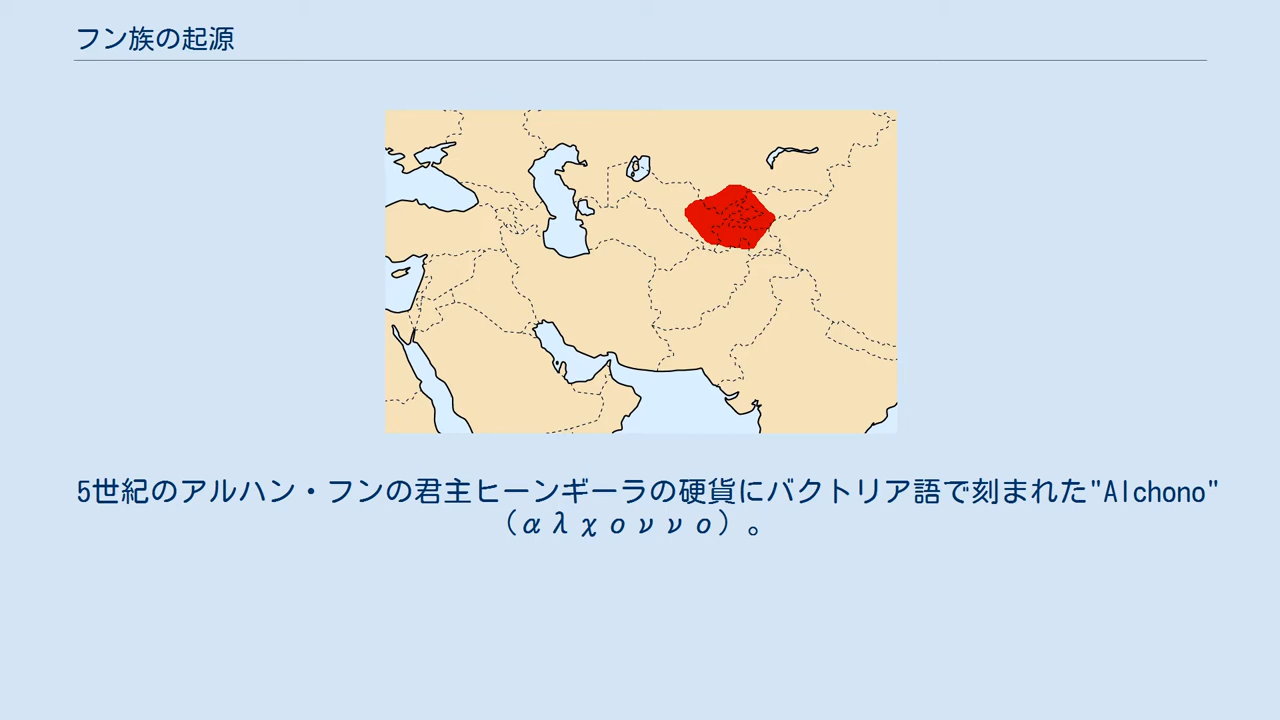 フン族の起源
5世紀のアルハン・フンの君主ヒーンギーラの硬貨にバクトリア語で刻まれた"Alchono"
（αλχοννο）。